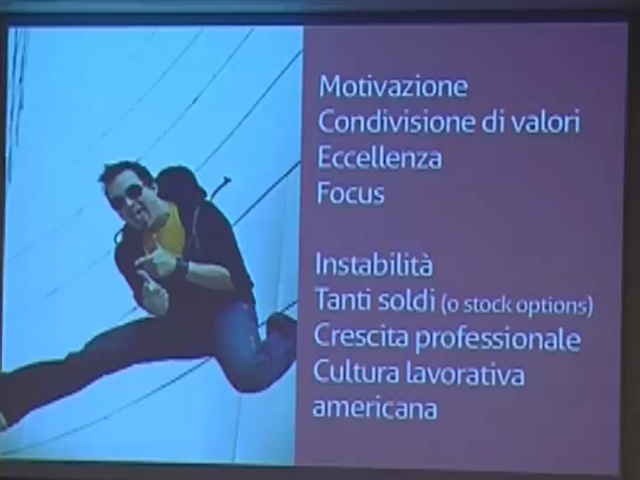 Motivazione
Condivisione di valori
Eccellenza
Focus
Instabilità
Tanti soldi (o stock options)
Crescita professionale
Cultura lavorativa
americana